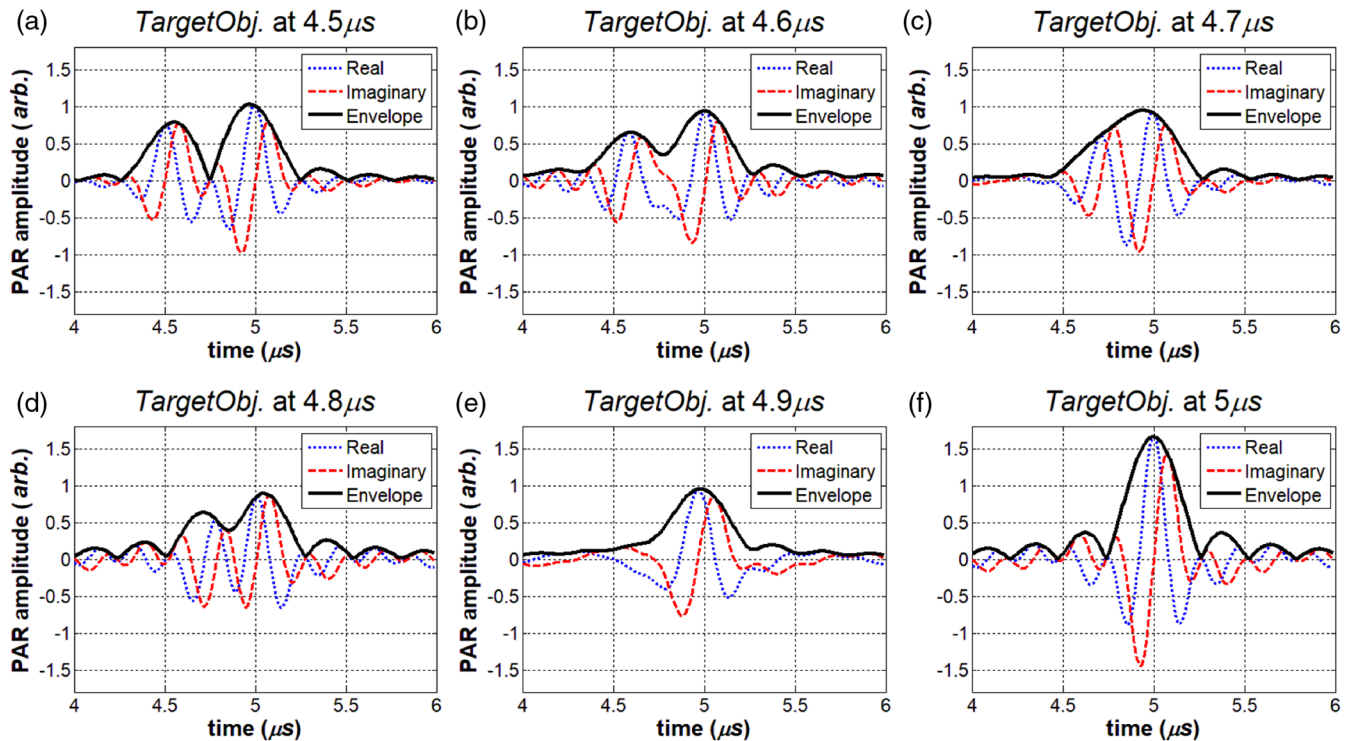 (a) TargetObj. at 4.5μs
PAR amplitude (arb.)
1.5
1
0.5
0
-0.5
-1
-1.5
Real
Imaginary
Envelope
4 4.5 5 5.5 6
time (μs)
(b) TargetObj. at 4.6μs
PAR amplitude (arb.)
1.5
1
0.5
0
-0.5
-1
-1.5
Real
Imaginary
Envelope
4 4.5 5 5.5 6
time (μs)
(c) TargetObj. at 4.7μs
PAR amplitude (arb.)
1.5
1
0.5
0
-0.5
-1
-1.5
Real
Imaginary
Envelope
4 4.5 5 5.5 6
time (μs)
(d) TargetObj. at 4.8μs
PAR amplitude (arb.)
1.5
1
0.5
0
-0.5
-1
-1.5
Real
Imaginary
Envelope
4 4.5 5 5.5 6
time (μs)
(e) TargetObj. at 4.9μs
PAR amplitude (arb.)
1.5
1
0.5
0
-0.5
-1
-1.5
Real
Imaginary
Envelope
4 4.5 5 5.5 6
time (μs)
(f) TargetObj. at 5μs
PAR amplitude (arb.)
1.5
1
0.5
0
-0.5
-1
-1.5
Real
Imaginary
Envelope
4 4.5 5 5.5 6
time (μs)